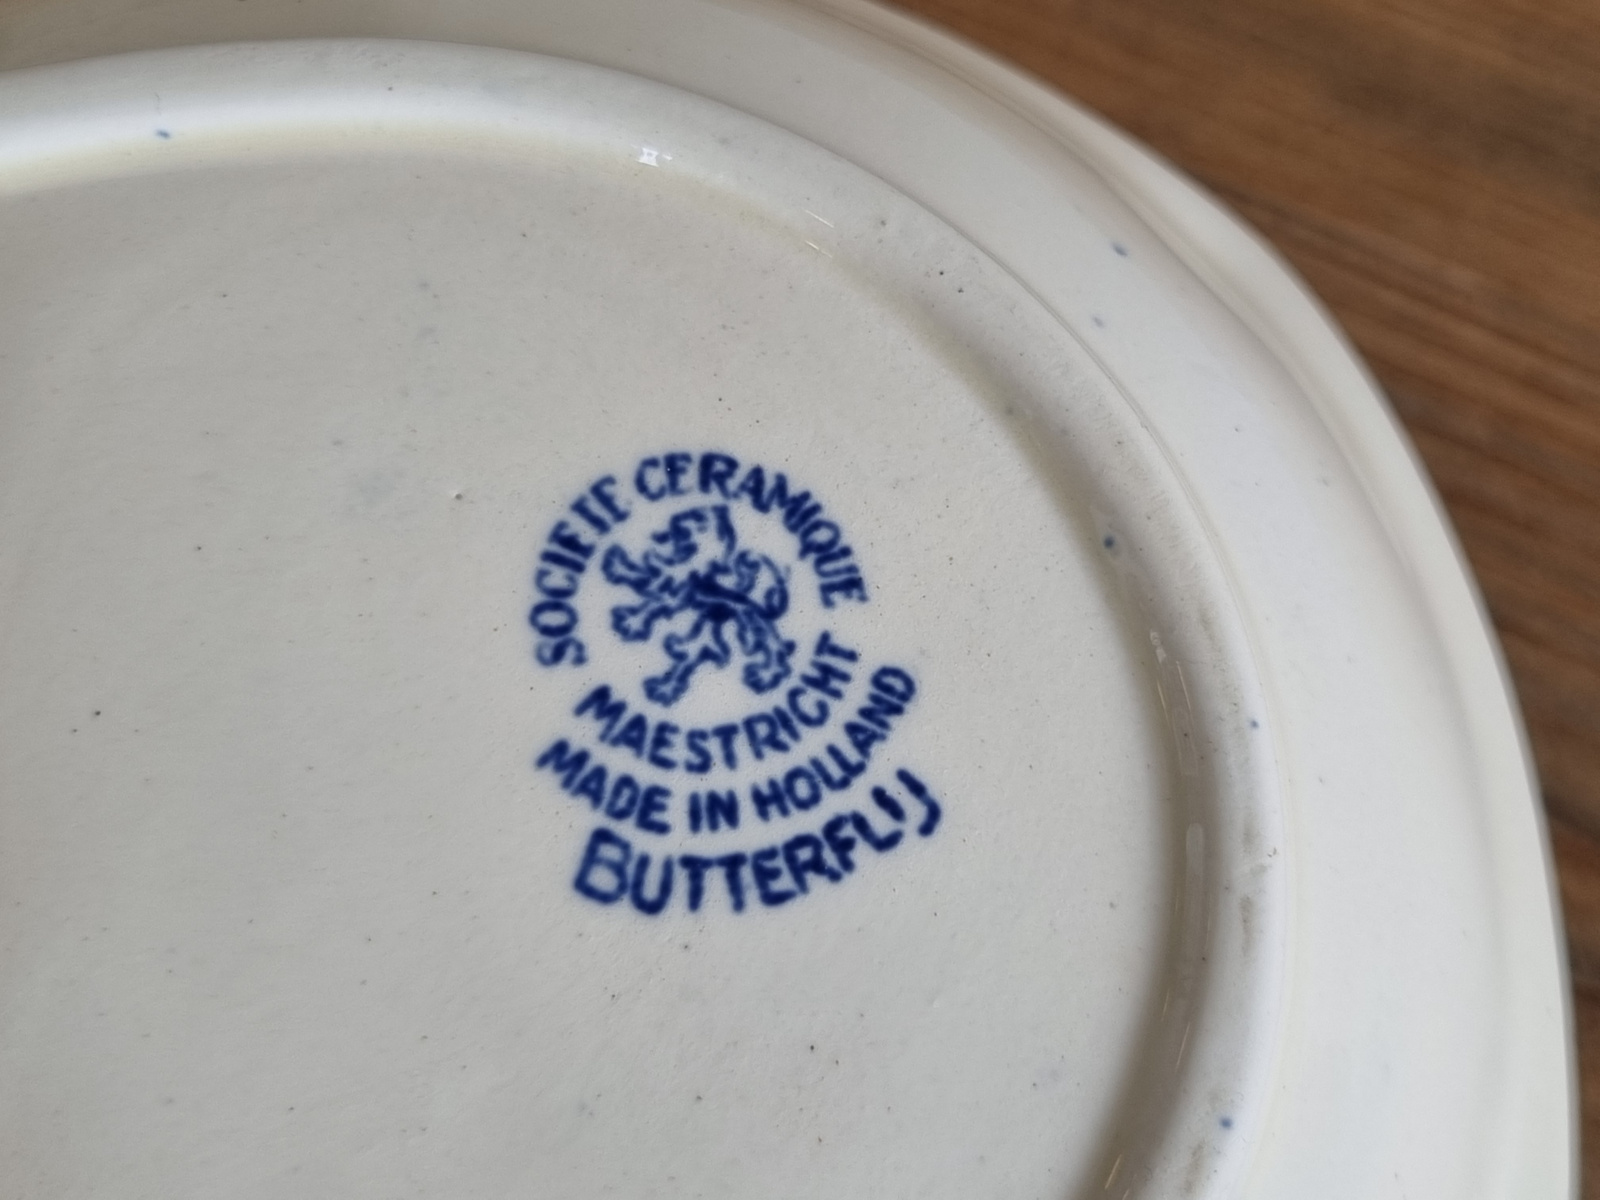 SOCIETE CERAMIQUE
MAESTRICHT
MADE IN HOLLAND
BUTTERFLIJ